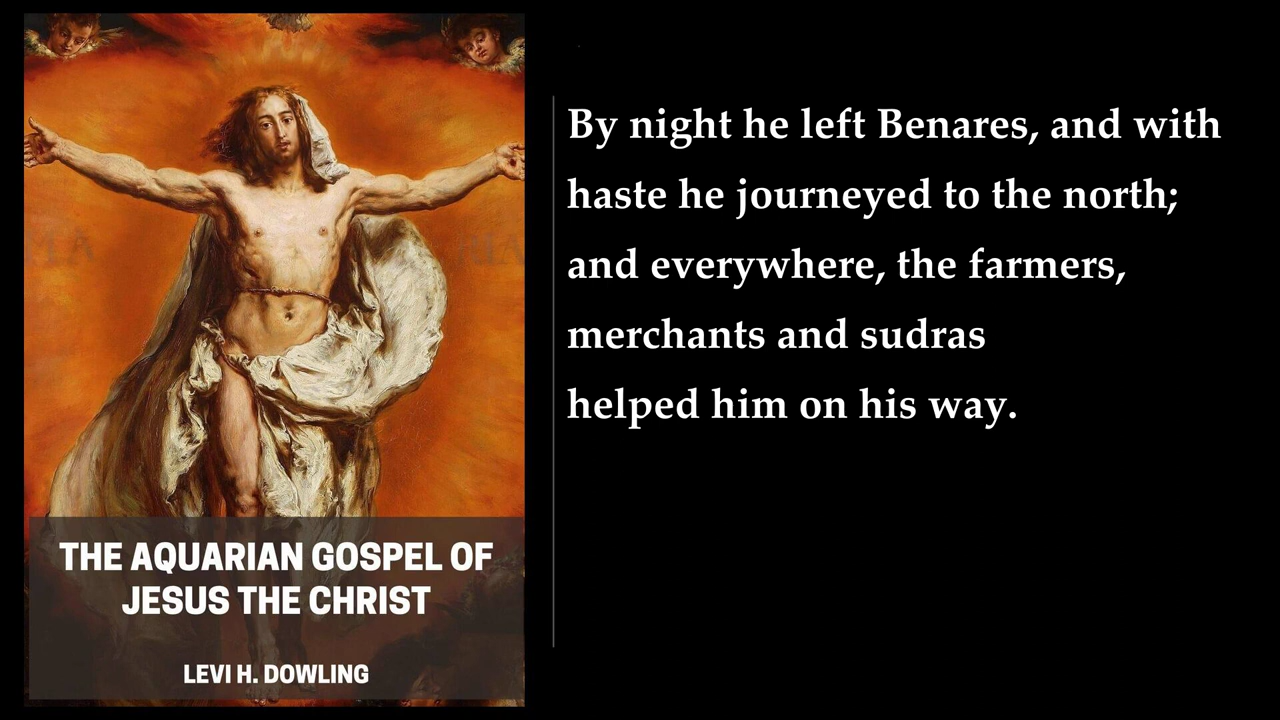 By night he left Benares, and with
haste he journeyed to the north;
and everywhere, the farmers,
merchants and sudras
helped him on his way.
THE AQUARIAN GOSPEL OF
JESUS THE CHRIST
LEVI H. DOWLING